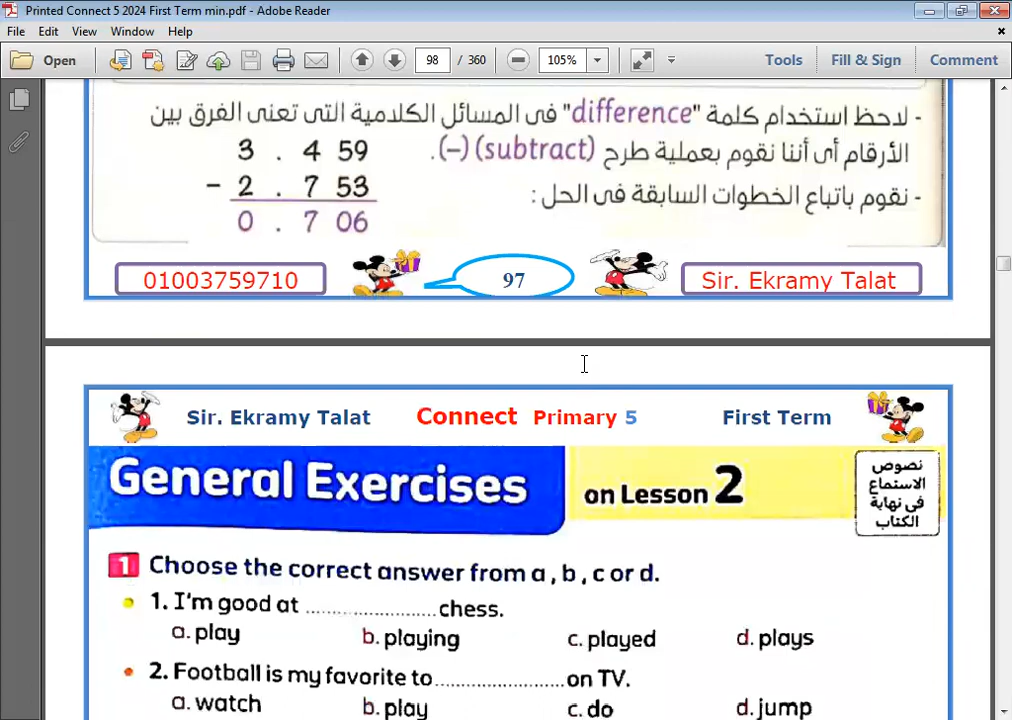 Printed Connect 5 2024 First Term min.pdf - Adobe Reader
File Edit View Window Help
Open 98 / 360 105% Tools Fill & Sign Comment
- لاحظ استخدام كلمة "difference" فى المسائل الكلامية التى تعنى الفرق بين
الأرقام أى أننا نقوم بعملية طرح (subtract) (–).
- نقوم باتباع الخطوات السابقة فى الحل :
3 . 4 59
– 2 . 7 53
0 . 7 06
01003759710 97 Sir. Ekramy Talat
Sir. Ekramy Talat Connect Primary 5 First Term
General Exercises on Lesson 2
نصوص
الاستماع
فى نهاية
الكتاب
1 Choose the correct answer from a , b , c or d.
1. I'm good at .................... chess.
a. play b. playing c. played d. plays
2. Football is my favorite to .................... on TV.
a. watch b. play c. do d. jump